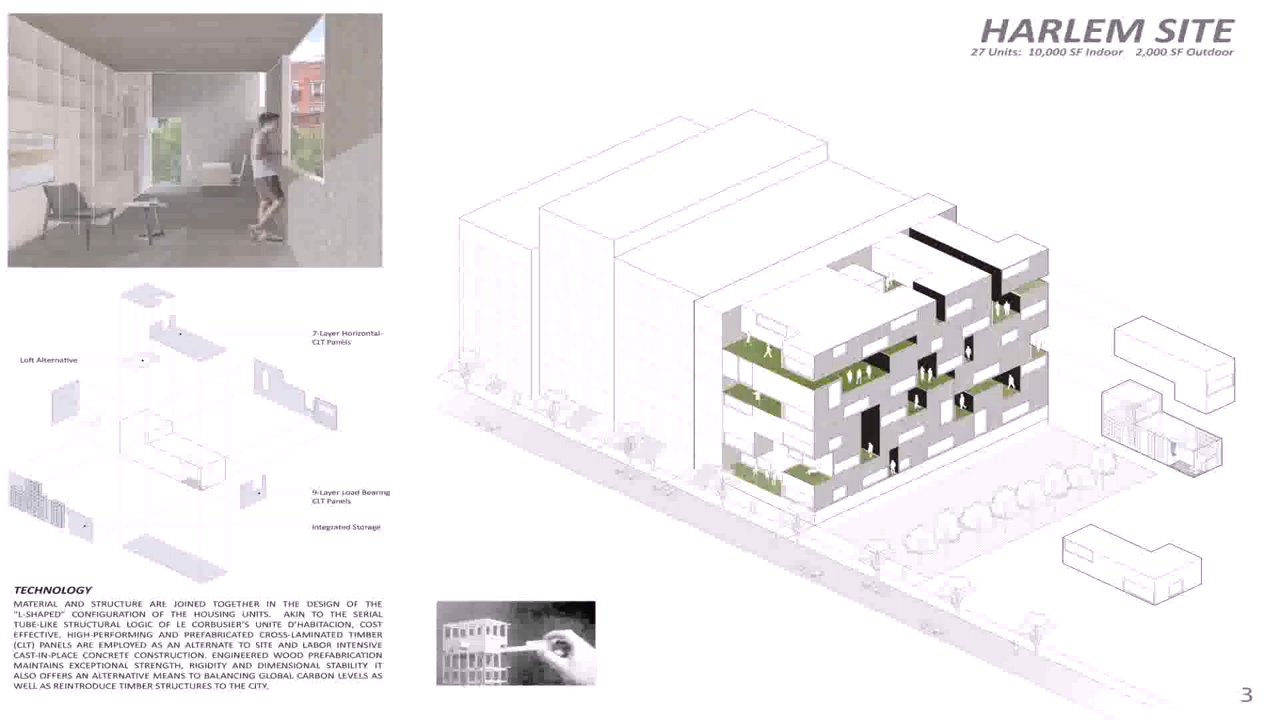 HARLEM SITE
27 Units: 10,000 SF Indoor 2,000 SF Outdoor
7-Layer Horizontal-
CLT Panels
Loft Alternative
9-Layer Load Bearing
CLT Panels
Integrated Storage
TECHNOLOGY
MATERIAL AND STRUCTURE ARE JOINED TOGETHER IN THE DESIGN OF THE
"L-SHAPED" CONFIGURATION OF THE HOUSING UNITS. AKIN TO THE SERIAL
TUBE-LIKE STRUCTURAL LOGIC OF LE CORBUSIER'S UNITE D'HABITACION, COST
EFFECTIVE, HIGH-PERFORMING AND PREFABRICATED CROSS-LAMINATED TIMBER
(CLT) PANELS ARE EMPLOYED AS AN ALTERNATE TO SITE AND LABOR INTENSIVE
CAST-IN-PLACE CONCRETE CONSTRUCTION. ENGINEERED WOOD PREFABRICATION
MAINTAINS EXCEPTIONAL STRENGTH, RIGIDITY AND DIMENSIONAL STABILITY IT
ALSO OFFERS AN ALTERNATIVE MEANS TO BALANCING GLOBAL CARBON LEVELS AS
WELL AS REINTRODUCE TIMBER STRUCTURES TO THE CITY.
3